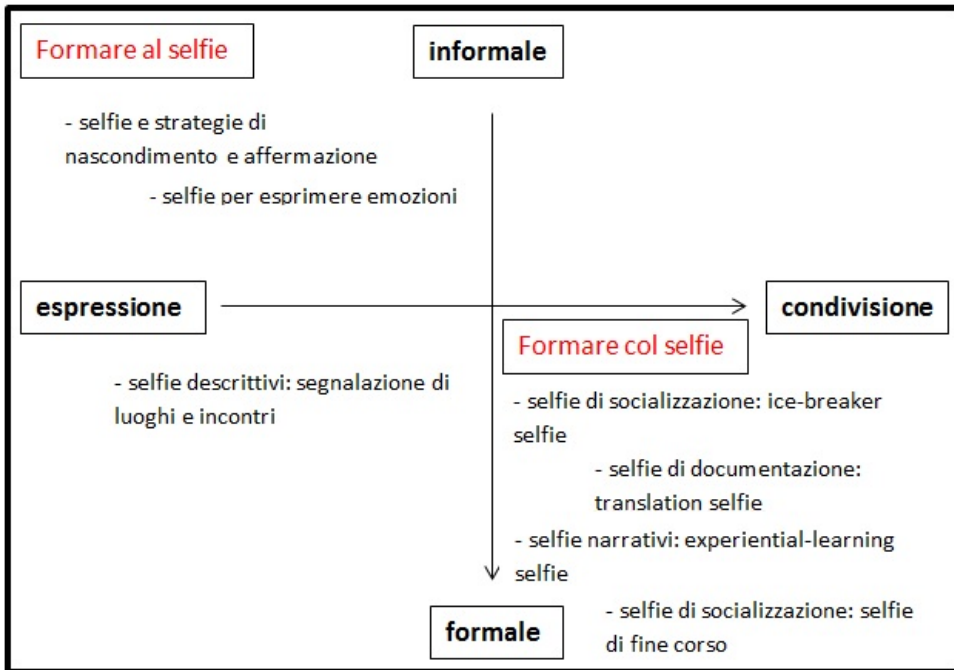 Formare al selfie
informale
- selfie e strategie di
nascondimento e affermazione
- selfie per esprimere emozioni
espressione
condivisione
Formare col selfie
- selfie descrittivi: segnalazione di
luoghi e incontri
- selfie di socializzazione: ice-breaker
selfie
- selfie di documentazione:
translation selfie
- selfie narrativi: experiential-learning
selfie
formale
- selfie di socializzazione: selfie
di fine corso